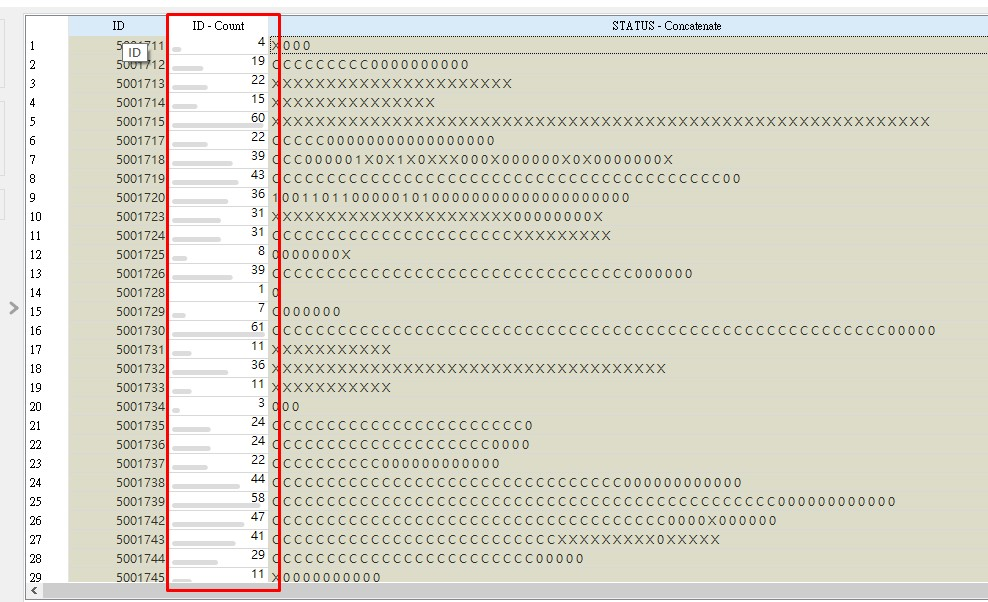 ID ID - Count STATUS - Concatenate
1 4 X000
ID
2 5001712 19 CCCCCCCCC0000000000
3 5001713 22 XXXXXXXXXXXXXXXXXXXXXX
4 5001714 15 XXXXXXXXXXXXXXX
5 5001715 60 XXXXXXXXXXXXXXXXXXXXXXXXXXXXXXXXXXXXXXXXXXXXXXXXXXXXXXXXXXXX
6 5001717 22 CCCCC00000000000000000
7 5001718 39 CCC000001X0X1X0XXX000X000000X0X0000000X
8 5001719 43 CCCCCCCCCCCCCCCCCCCCCCCCCCCCCCCCCCCCCCCCC00
9 5001720 36 100110110000010100000000000000000000
10 5001723 31 XXXXXXXXXXXXXXXXXXXXXX00000000X
11 5001724 31 CCCCCCCCCCCCCCCCCCCCCCXXXXXXXXX
12 5001725 8 0000000X
13 5001726 39 CCCCCCCCCCCCCCCCCCCCCCCCCCCCCCCCC000000
14 5001728 1 0
15 5001729 7 C000000
16 5001730 61 CCCCCCCCCCCCCCCCCCCCCCCCCCCCCCCCCCCCCCCCCCCCCCCCCCCCCCCC00000
17 5001731 11 XXXXXXXXXXX
18 5001732 36 XXXXXXXXXXXXXXXXXXXXXXXXXXXXXXXXXXXX
19 5001733 11 XXXXXXXXXXX
20 5001734 3 000
21 5001735 24 CCCCCCCCCCCCCCCCCCCCCCC0
22 5001736 24 CCCCCCCCCCCCCCCCCCCC0000
23 5001737 22 CCCCCCCCCC000000000000
24 5001738 44 CCCCCCCCCCCCCCCCCCCCCCCCCCCCCCCC000000000000
25 5001739 58 CCCCCCCCCCCCCCCCCCCCCCCCCCCCCCCCCCCCCCCCCCCCCC000000000000
26 5001742 47 CCCCCCCCCCCCCCCCCCCCCCCCCCCCCCCCCCCC0000X000000
27 5001743 41 CCCCCCCCCCCCCCCCCCCCCCCCCCXXXXXXXXX0XXXXX
28 5001744 29 CCCCCCCCCCCCCCCCCCCCCCCC00000
29 5001745 11 X0000000000